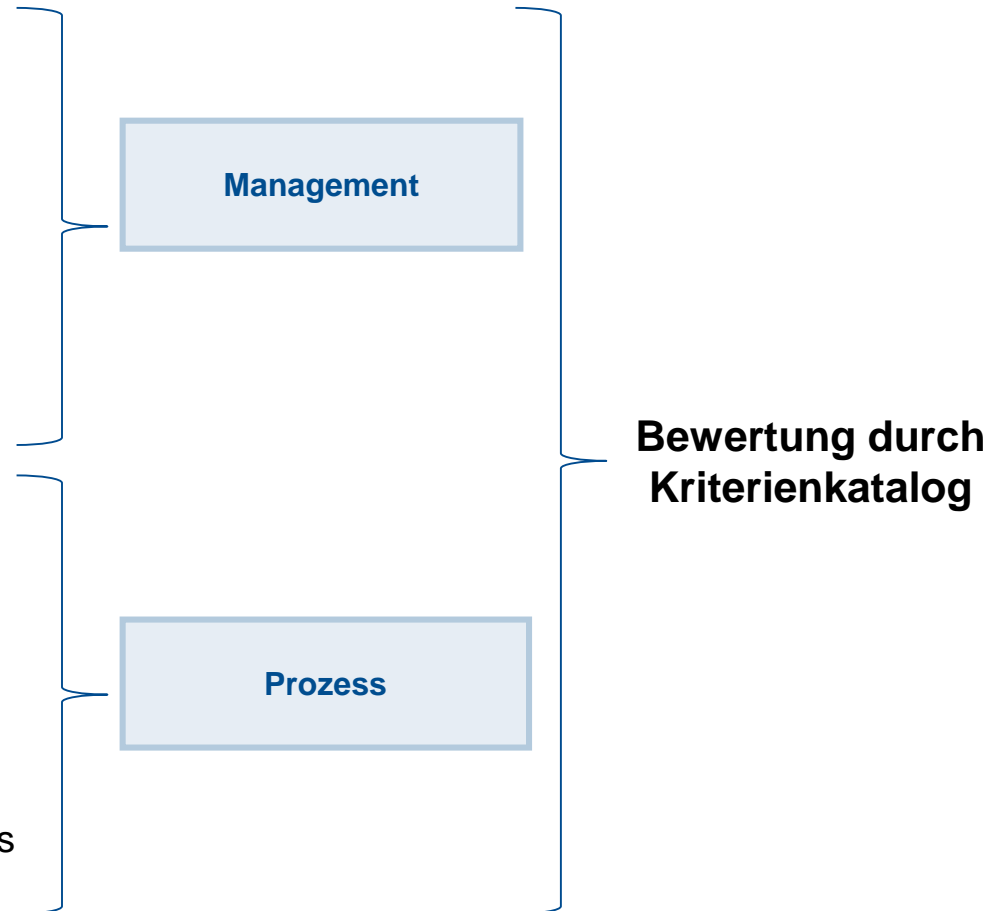 Management
Bewertung durch
Kriterienkatalog
Prozess
s